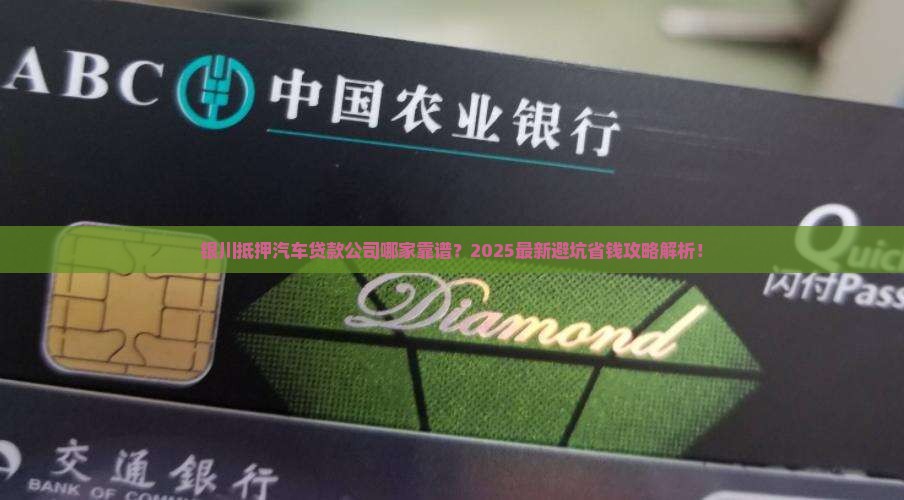 ABC 中国农业银行
Quic
闪付Pass
银川抵押汽车贷款公司哪家靠谱？2025最新避坑省钱攻略解析！
Diamond
交通銀行
BANK OF COMM